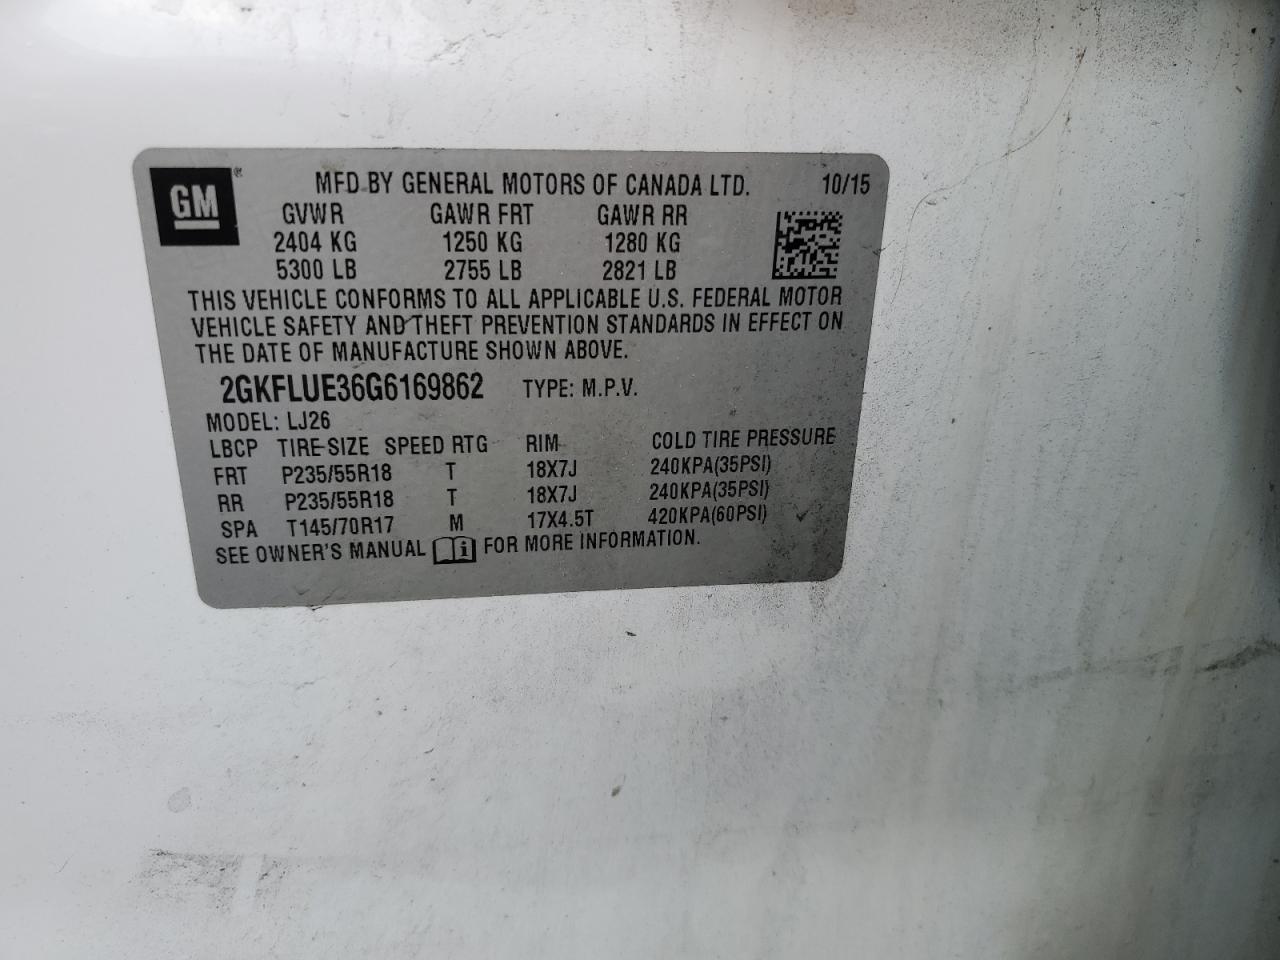 GM® MFD BY GENERAL MOTORS OF CANADA LTD. 10/15
GVWR GAWR FRT GAWR RR
2404 KG 1250 KG 1280 KG
5300 LB 2755 LB 2821 LB
THIS VEHICLE CONFORMS TO ALL APPLICABLE U.S. FEDERAL MOTOR
VEHICLE SAFETY AND THEFT PREVENTION STANDARDS IN EFFECT ON
THE DATE OF MANUFACTURE SHOWN ABOVE.
2GKFLUE36G6169862 TYPE: M.P.V.
MODEL: LJ26
LBCP TIRE SIZE SPEED RTG RIM COLD TIRE PRESSURE
FRT P235/55R18 T 18X7J 240KPA(35PSI)
RR P235/55R18 T 18X7J 240KPA(35PSI)
SPA T145/70R17 M 17X4.5T 420KPA(60PSI)
SEE OWNER'S MANUAL i FOR MORE INFORMATION.